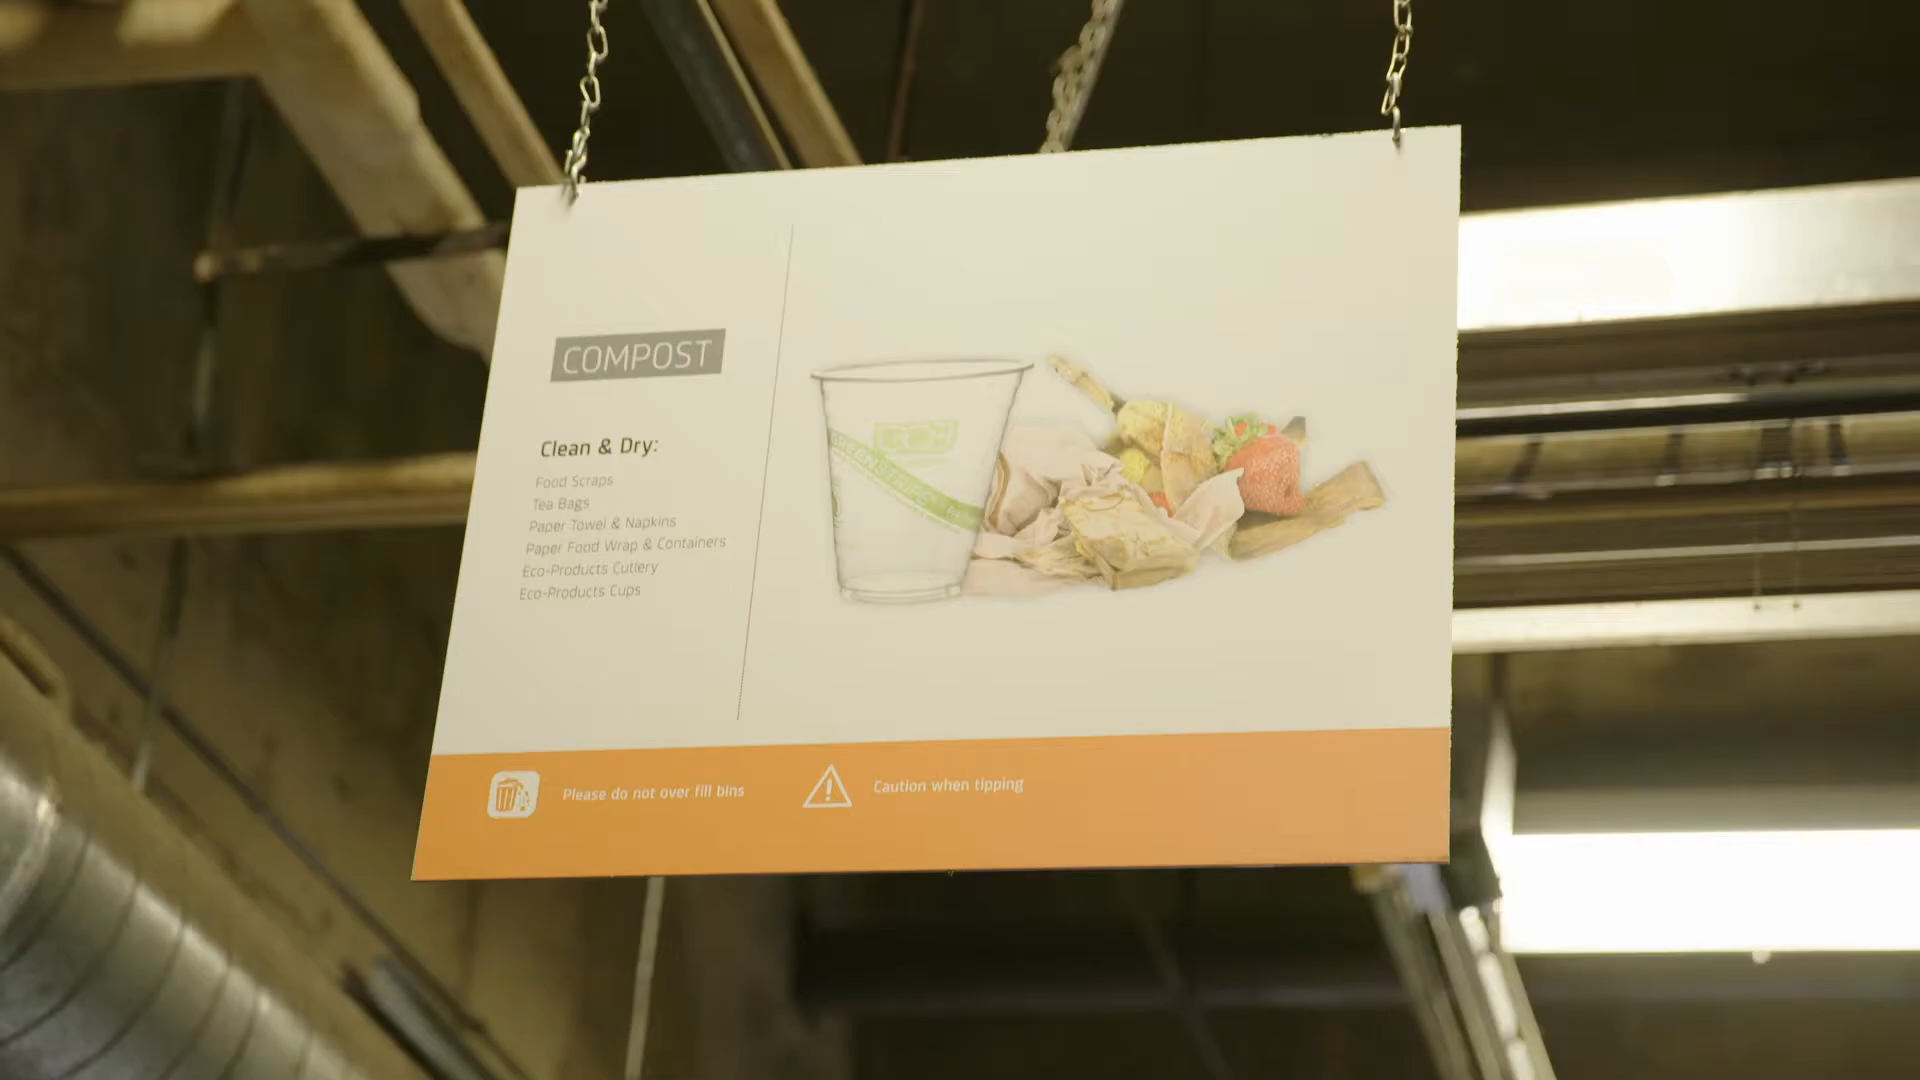 COMPOST
Clean & Dry:
Food Scraps
Tea Bags
Paper Towel & Napkins
Paper Food Wrap & Containers
Eco-Products Cutlery
Eco-Products Cups
GREENSTRIPE
Please do not over fill bins
Caution when tipping